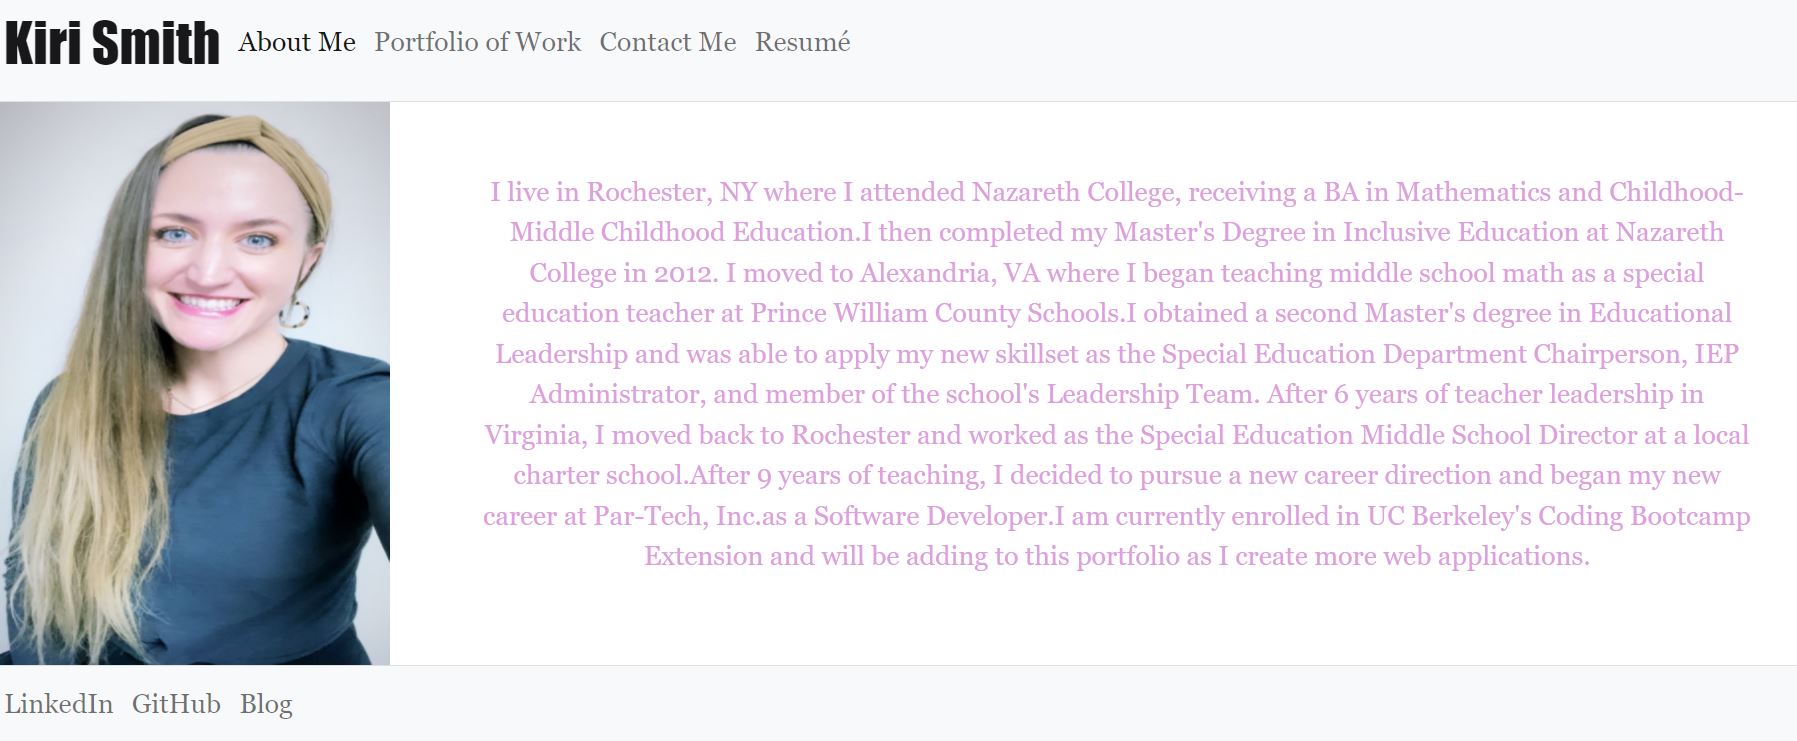 Kiri Smith About Me Portfolio of Work Contact Me Resumé
I live in Rochester, NY where I attended Nazareth College, receiving a BA in Mathematics and Childhood-
Middle Childhood Education.I then completed my Master's Degree in Inclusive Education at Nazareth
College in 2012. I moved to Alexandria, VA where I began teaching middle school math as a special
education teacher at Prince William County Schools.I obtained a second Master's degree in Educational
Leadership and was able to apply my new skillset as the Special Education Department Chairperson, IEP
Administrator, and member of the school's Leadership Team. After 6 years of teacher leadership in
Virginia, I moved back to Rochester and worked as the Special Education Middle School Director at a local
charter school.After 9 years of teaching, I decided to pursue a new career direction and began my new
career at Par-Tech, Inc.as a Software Developer.I am currently enrolled in UC Berkeley's Coding Bootcamp
Extension and will be adding to this portfolio as I create more web applications.
LinkedIn GitHub Blog